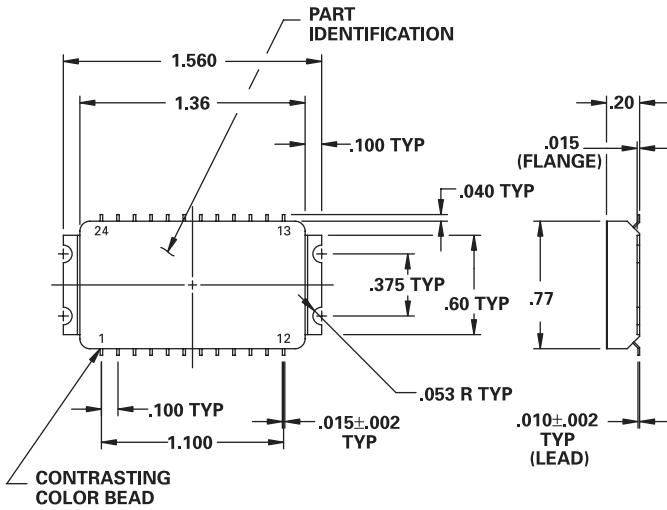 PART
IDENTIFICATION
1.560
1.36
.20
.100 TYP
.015
(FLANGE)
.040 TYP
24
13
.375 TYP
.60 TYP
.77
1
12
.053 R TYP
.100 TYP
.015±.002
TYP
.010±.002
TYP
(LEAD)
1.100
CONTRASTING
COLOR BEAD